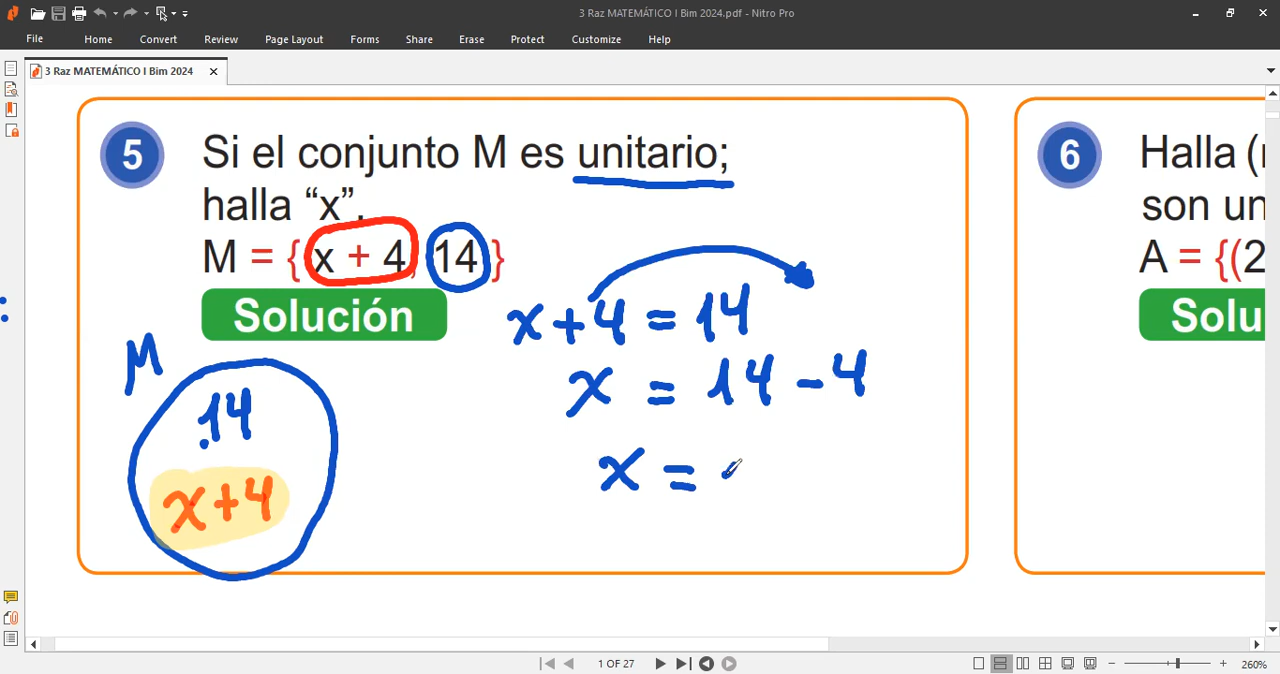 3 Raz MATEMÁTICO I Bim 2024.pdf - Nitro Pro
File Home Convert Review Page Layout Forms Share Erase Protect Customize Help
3 Raz MATEMÁTICO I Bim 2024
5 Si el conjunto M es unitario;
halla “x”.
M = { x + 4, 14 }
Solución
x + 4 = 14
x = 14 - 4
x =
M
14
x+4
6 Halla (
son un
A = {(2
Solu
1 OF 27
260%